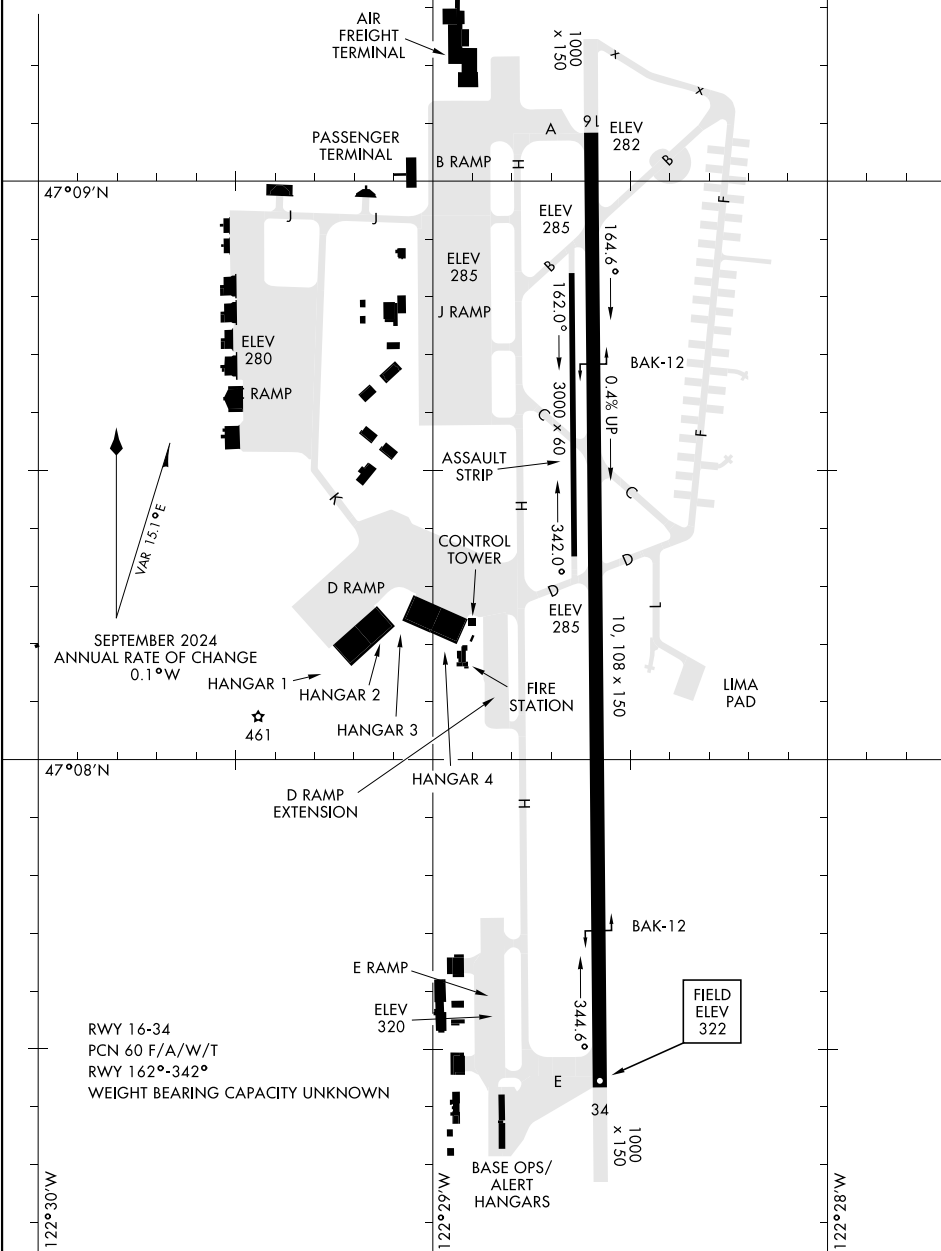 AIR
FREIGHT
TERMINAL
1000
x 150
x
x
A
16
ELEV
282
PASSENGER
TERMINAL
B RAMP
H
B
47°09'N
F
J
J
ELEV
285
164.6°
ELEV
285
B
162.0°
J RAMP
ELEV
280
BAK-12
RAMP
3000 x 60
0.4% UP
C
F
ASSAULT
STRIP
C
K
H
VAR 15.1°E
342.0°
CONTROL
TOWER
D
D RAMP
D
ELEV
285
L
SEPTEMBER 2024
ANNUAL RATE OF CHANGE
0.1°W
10, 108 x 150
HANGAR 1
HANGAR 2
FIRE
STATION
LIMA
PAD
461
HANGAR 3
47°08'N
HANGAR 4
D RAMP
EXTENSION
H
BAK-12
E RAMP
ELEV
320
344.6°
FIELD
ELEV
322
RWY 16-34
PCN 60 F/A/W/T
RWY 162°-342°
WEIGHT BEARING CAPACITY UNKNOWN
E
34
1000
x 150
BASE OPS/
ALERT
HANGARS
122°30'W
122°29'W
122°28'W